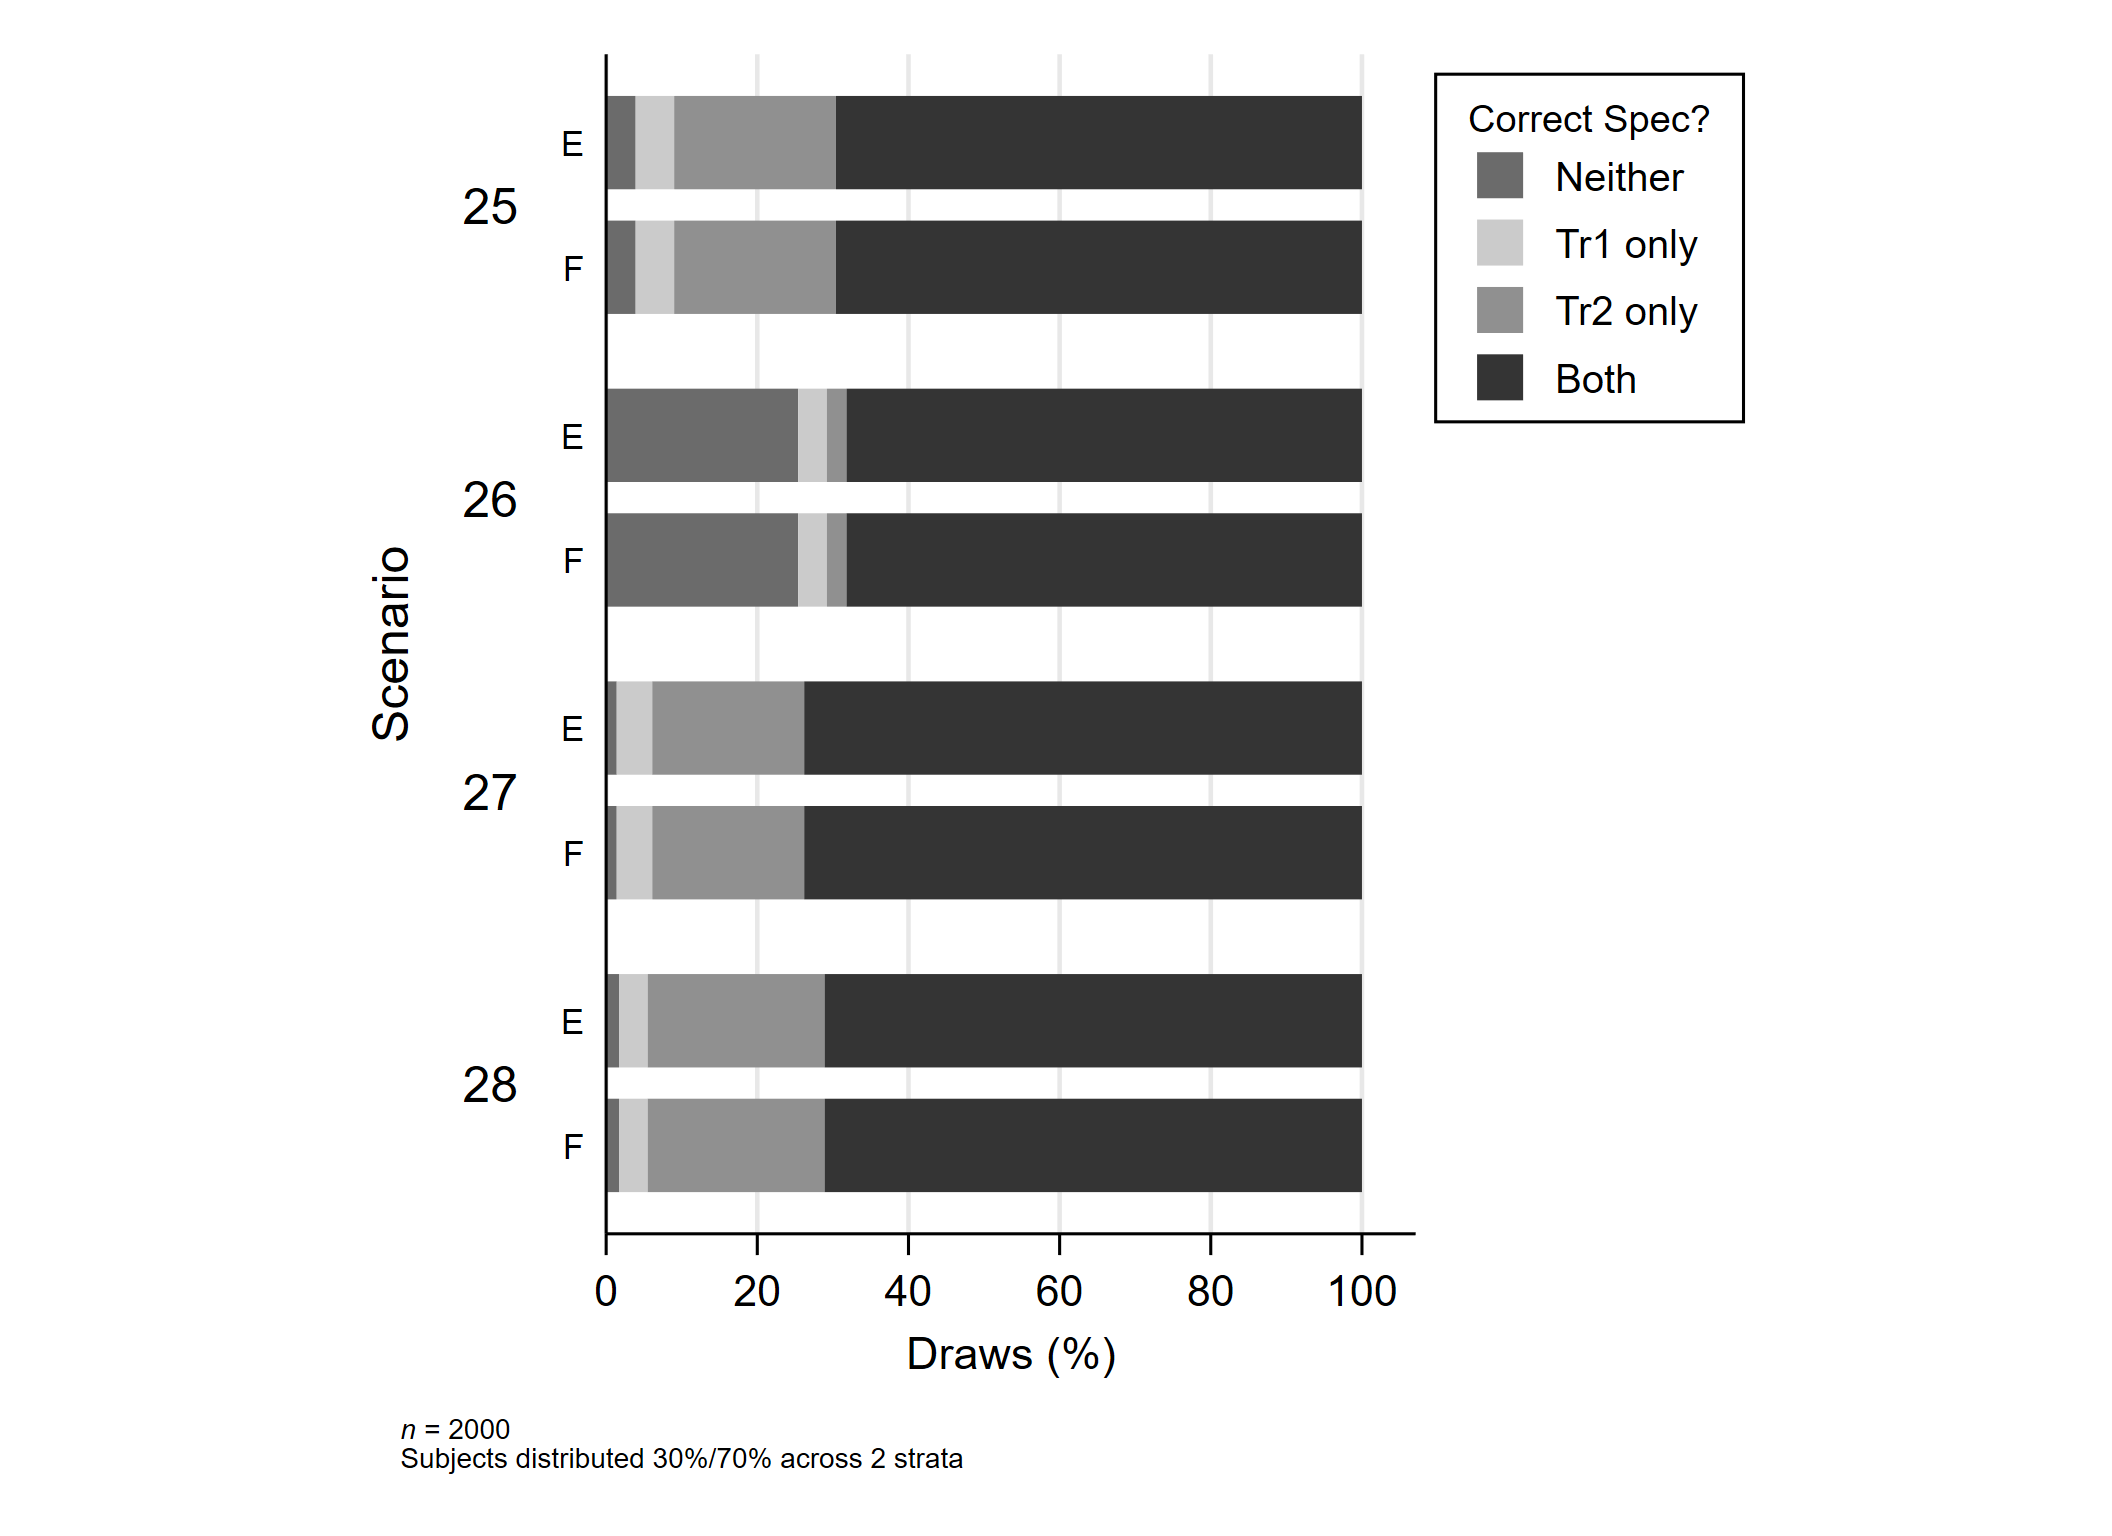 Correct Spec?
Neither
Tr1 only
Tr2 only
Both
Scenario
25
E
F
26
E
F
27
E
F
28
E
F
0 20 40 60 80 100
Draws (%)
n = 2000
Subjects distributed 30%/70% across 2 strata